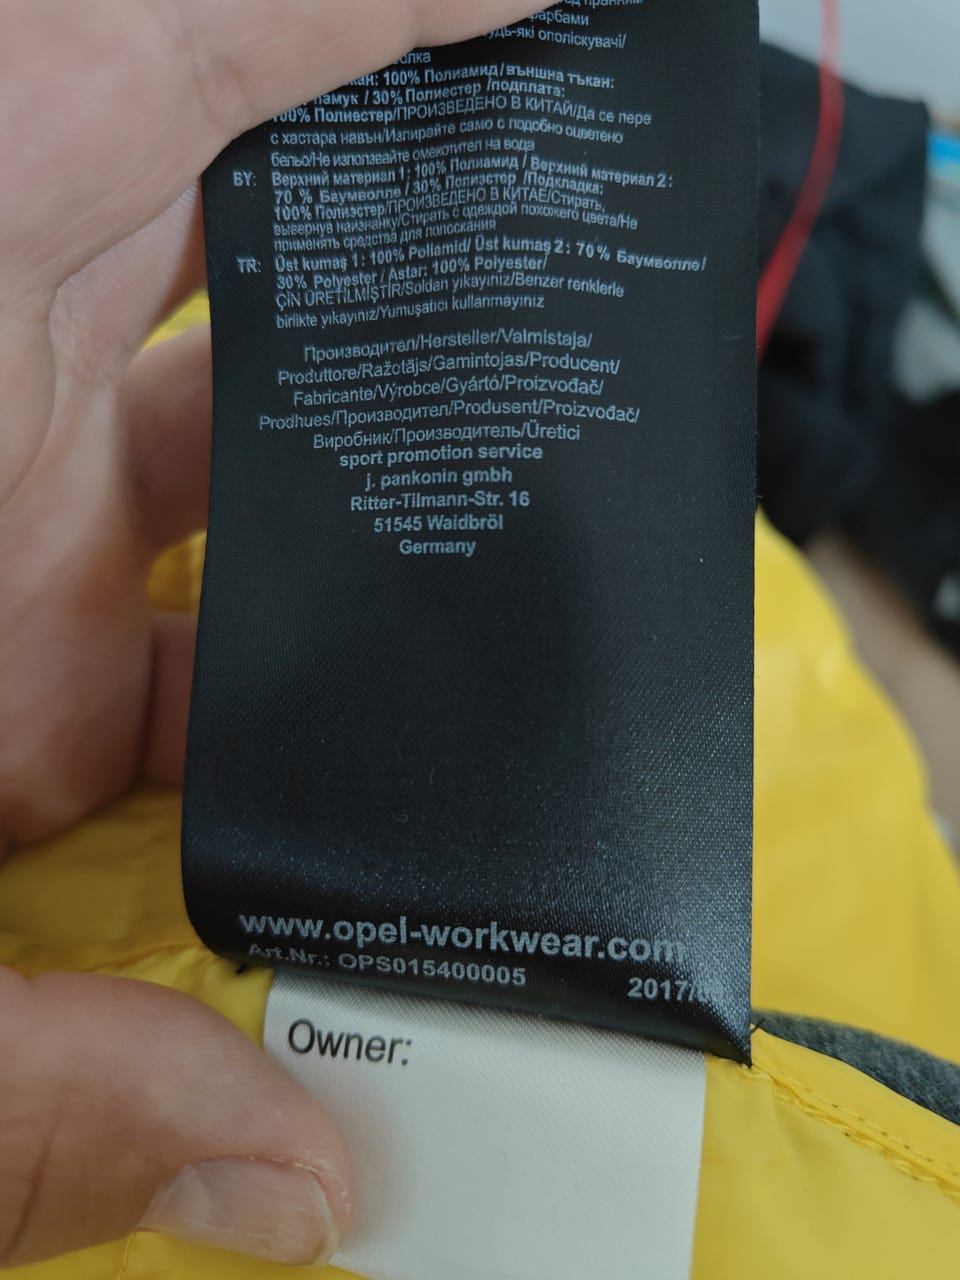 фарбами
ополіскувачі/
100% Полиамид/външна тъкан:
памук / 30% Полиестер /подплата:
100% Полиестер/ПРОИЗВЕДЕНО В КИТАЙ/Да се пере
с хастара навън/Изпирайте само с подобно оцветено
бельо/Не използвайте омекотител на вода
BY: Верхний материал 1: 100% Полиамид / Верхний материал 2:
70 % Баумволле / 30% Полиэстер /Подкладка:
100% Полиэстер/ПРОИЗВЕДЕНО В КИТАЕ/Стирать,
вывернув наизнанку/Стирать с одеждой похожего цвета/Не
применять средства для полоскания
TR: Üst kumaş 1: 100% Poliamid/ Üst kumaş 2: 70% Баумволле/
30% Polyester / Astar: 100% Polyester/
ÇİN ÜRETİLMİŞTİR/Soldan yıkayınız/Benzer renklerle
birlikte yıkayınız/Yumuşatıcı kullanmayınız
Производител/Hersteller/Valmistaja/
Produttore/Ražotājs/Gamintojas/Producent/
Fabricante/Výrobce/Gyártó/Proizvođač/
Prodhues/Производител/Produsent/Proizvođač/
Виробник/Производитель/Üretici
sport promotion service
j. pankonin gmbh
Ritter-Tilmann-Str. 16
51545 Waldbröl
Germany
www.opel-workwear.com
Art.Nr.: OPS015400005 2017/
Owner: